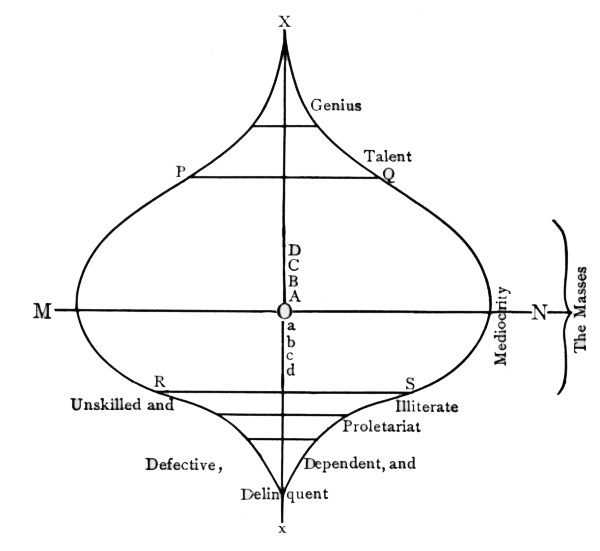 X
Genius
Talent
P
Q
D
C
B
A
M
O
N
Mediocrity
The Masses
a
b
c
d
R
S
Unskilled and
Illiterate
Proletariat
Defective,
Dependent, and
Delinquent
x